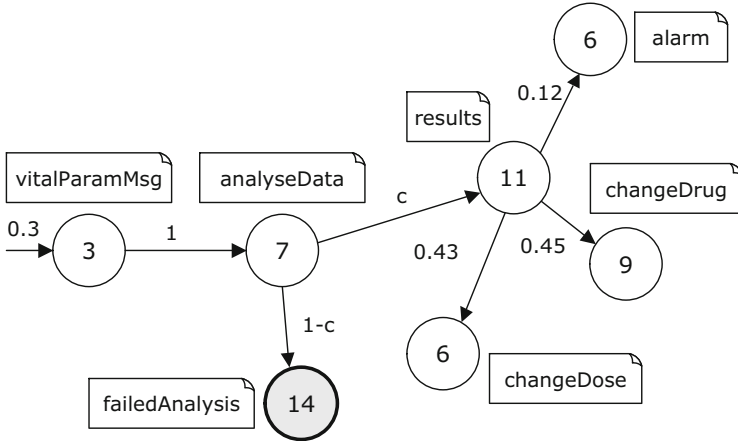 6
alarm
0.12
results
vitalParamMsg
analyseData
11
changeDrug
c
0.3
3
1
7
0.43
0.45
9
1-c
6
changeDose
failedAnalysis
14